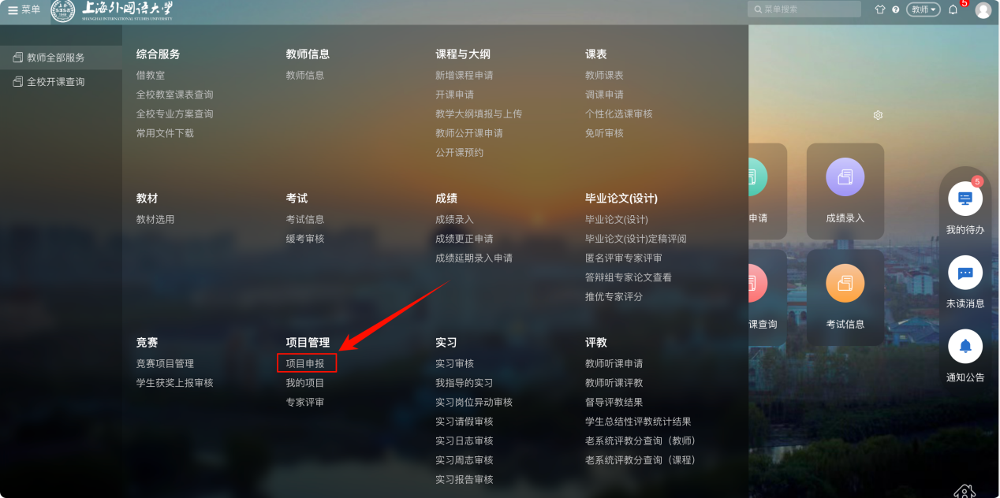 菜单
上海外国语大学
SHANGHAI INTERNATIONAL STUDIES UNIVERSITY
菜单搜索
教师
5
教师全部服务
全校开课查询
综合服务
借教室
全校教室课表查询
全校专业方案查询
常用文件下载
教师信息
教师信息
课程与大纲
新增课程申请
开课申请
教学大纲填报与上传
教师公开课申请
公开课预约
课表
教师课表
调课申请
个性化选课审核
免听审核
教材
教材选用
考试
考试信息
缓考审核
成绩
成绩录入
成绩更正申请
成绩延期录入申请
毕业论文(设计)
毕业论文(设计)
毕业论文(设计)定稿评阅
匿名评审专家评审
答辩组专家论文查看
推优专家评分
竞赛
竞赛项目管理
学生获奖上报审核
项目管理
项目申报
我的项目
专家评审
实习
实习审核
我指导的实习
实习岗位异动审核
实习请假审核
实习日志审核
实习周志审核
实习报告审核
评教
教师听课申请
教师听课评教
督导评教结果
学生总结性评教统计结果
老系统评教分查询（教师）
老系统评教分查询（课程）
申请
成绩录入
课查询
考试信息
5
我的待办
未读消息
通知公告